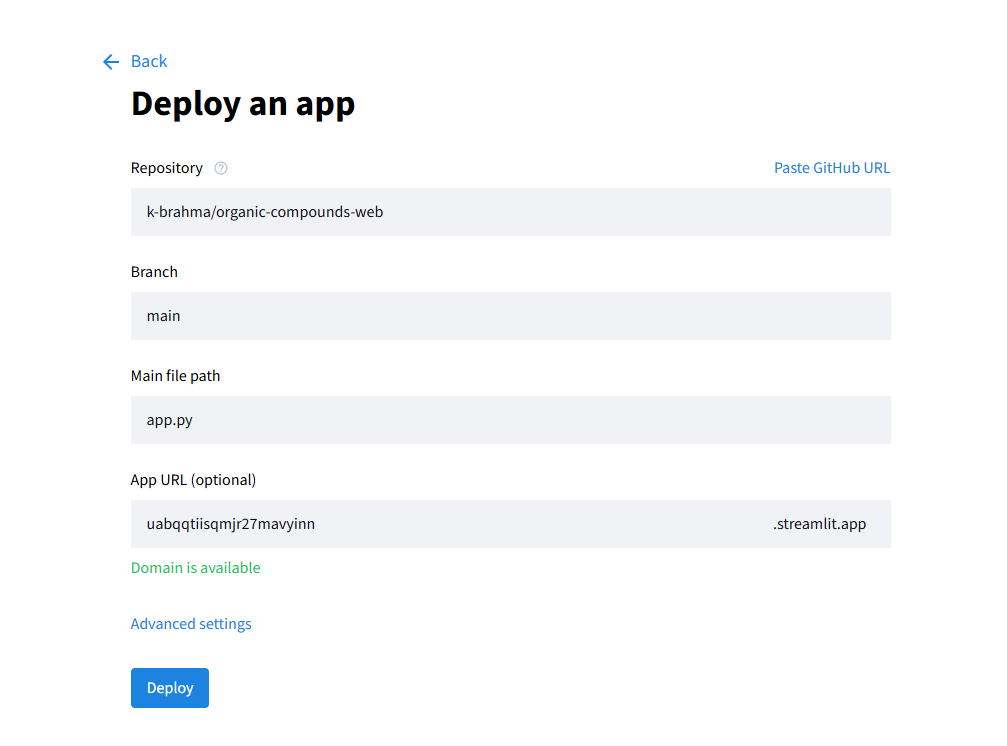 Back
Deploy an app
Repository Paste GitHub URL
k-brahma/organic-compounds-web
Branch
main
Main file path
app.py
App URL (optional)
uabqqtiisqmjr27mavyinn .streamlit.app
Domain is available
Advanced settings
Deploy